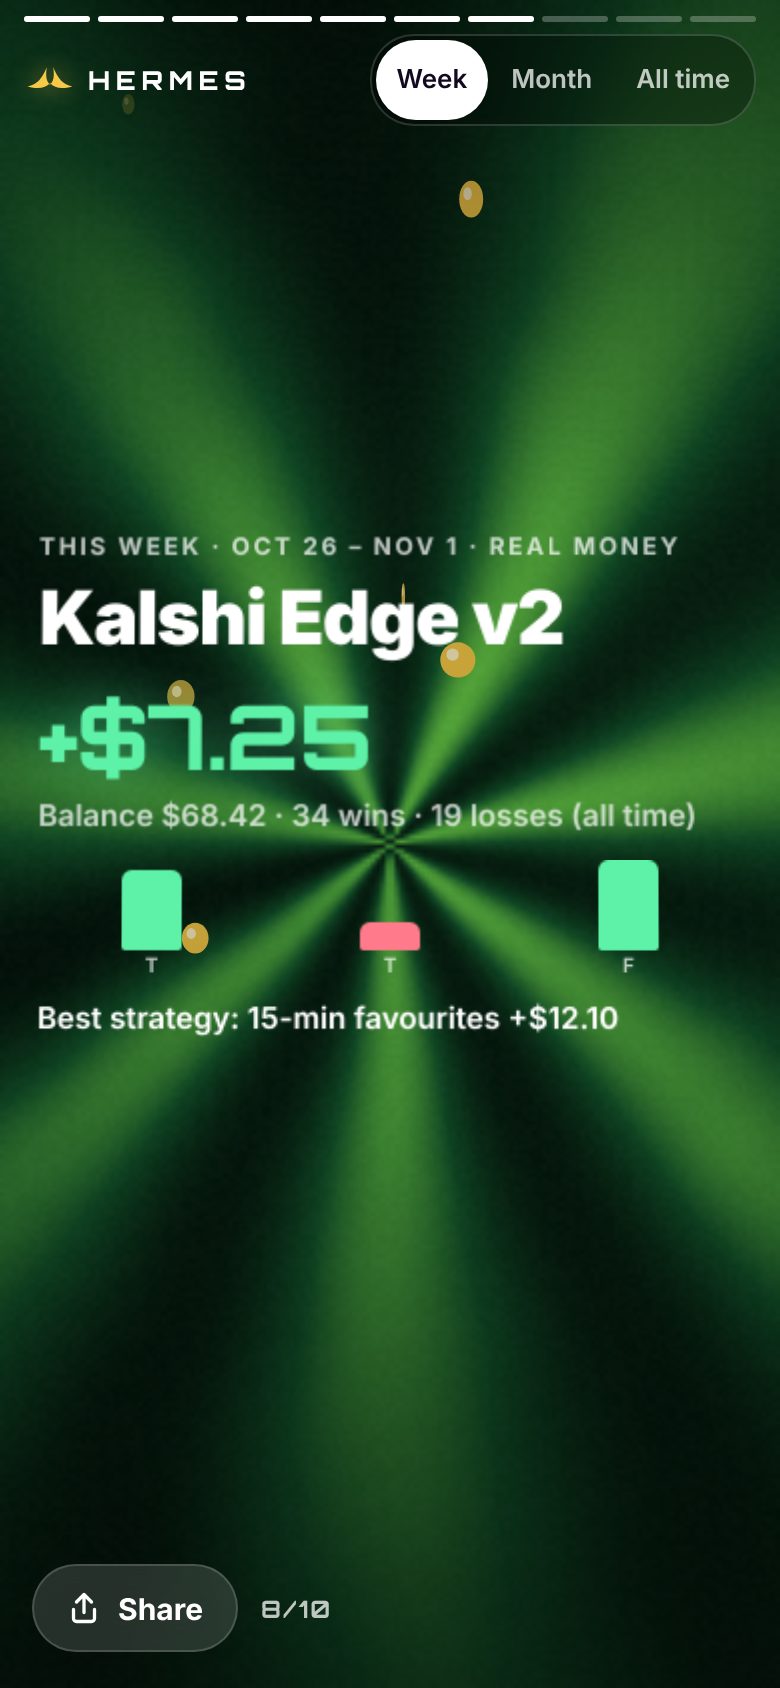 HERMES
Week Month All time
THIS WEEK · OCT 26 – NOV 1 · REAL MONEY
Kalshi Edge v2
+$7.25
Balance $68.42 · 34 wins · 19 losses (all time)
T T F
Best strategy: 15-min favourites +$12.10
Share 8/10